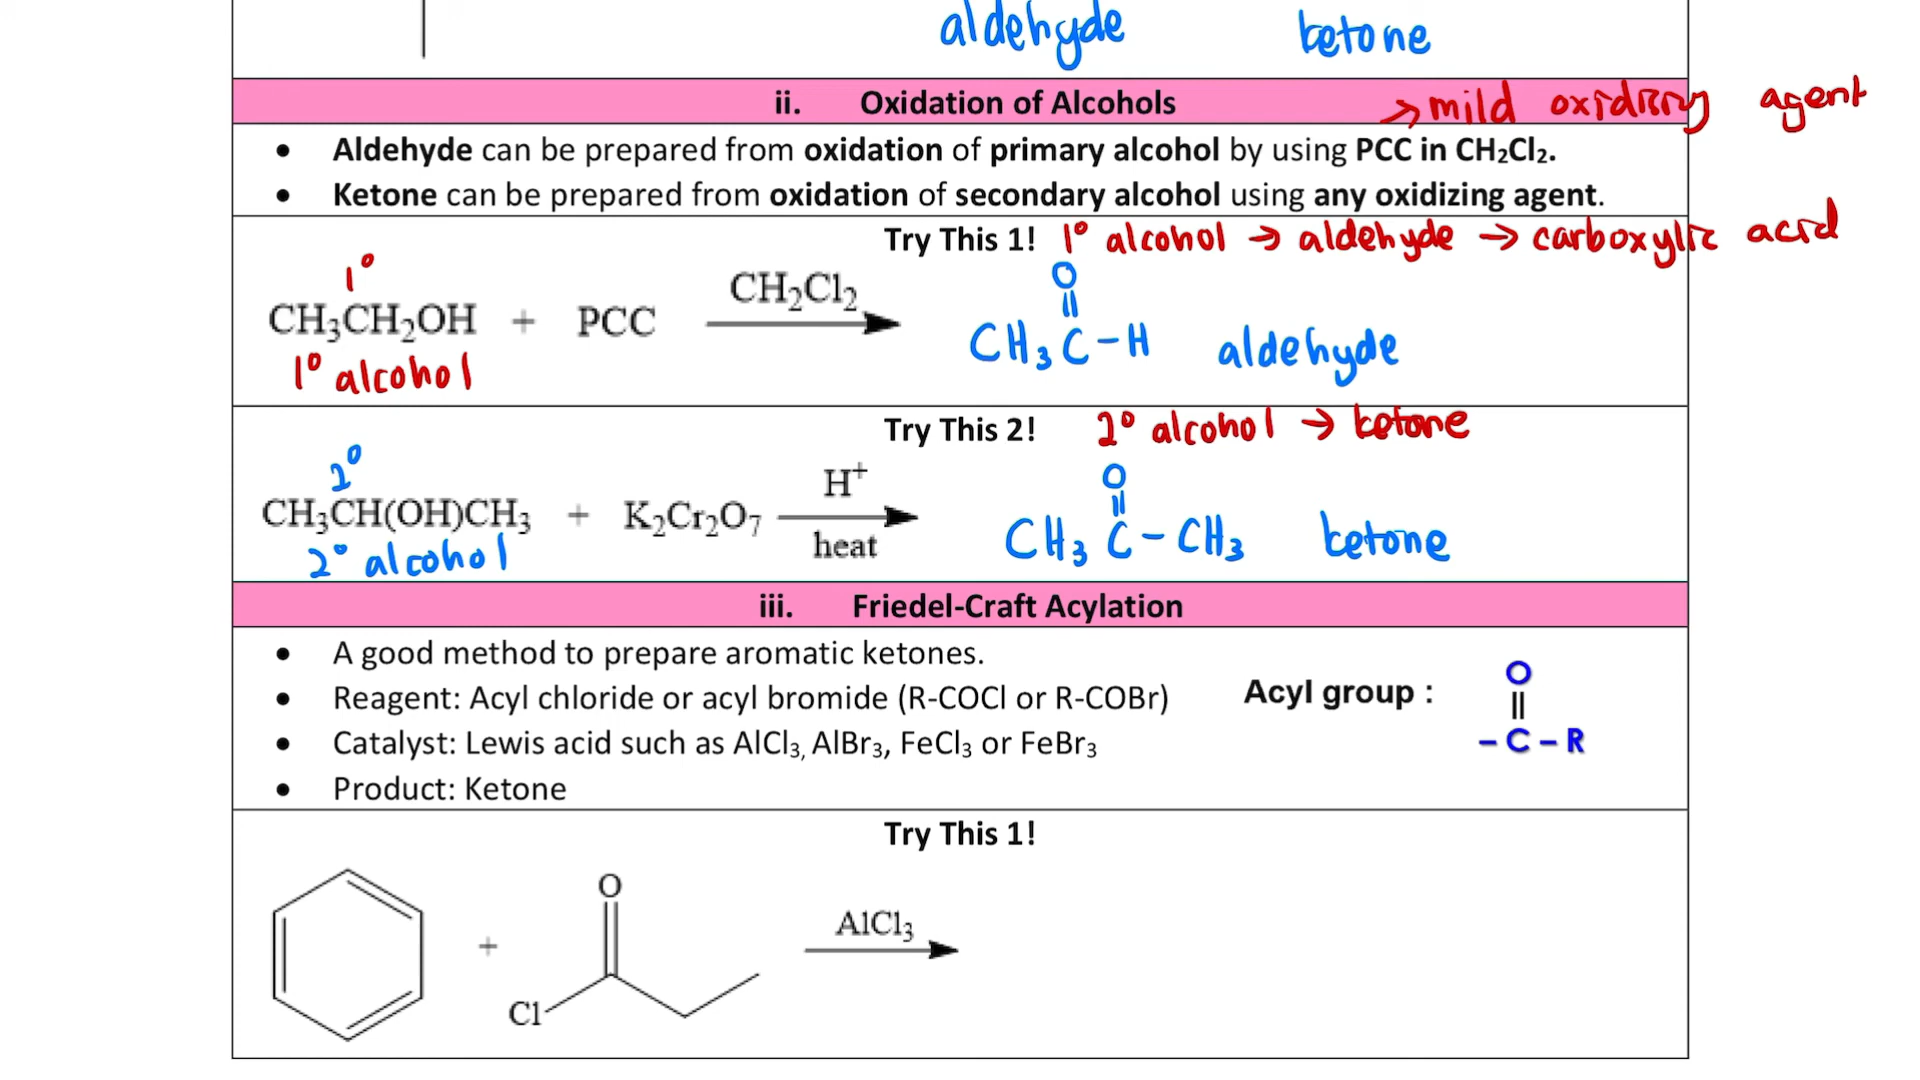 aldehyde ketone
ii. Oxidation of Alcohols → mild oxidizing agent
• Aldehyde can be prepared from oxidation of primary alcohol by using PCC in CH₂Cl₂.
• Ketone can be prepared from oxidation of secondary alcohol using any oxidizing agent.
Try This 1! 1° alcohol → aldehyde → carboxylic acid
1°
CH₃CH₂OH + PCC CH₂Cl₂
1° alcohol
O
||
CH₃C–H aldehyde
Try This 2! 2° alcohol → ketone
2°
CH₃CH(OH)CH₃ + K₂Cr₂O₇ H⁺
heat
2° alcohol
O
||
CH₃C–CH₃ ketone
iii. Friedel-Craft Acylation
• A good method to prepare aromatic ketones.
• Reagent: Acyl chloride or acyl bromide (R-COCl or R-COBr)
• Catalyst: Lewis acid such as AlCl₃, AlBr₃, FeCl₃ or FeBr₃
• Product: Ketone
Acyl group :
O
||
–C–R
Try This 1!
+
O
Cl
AlCl₃